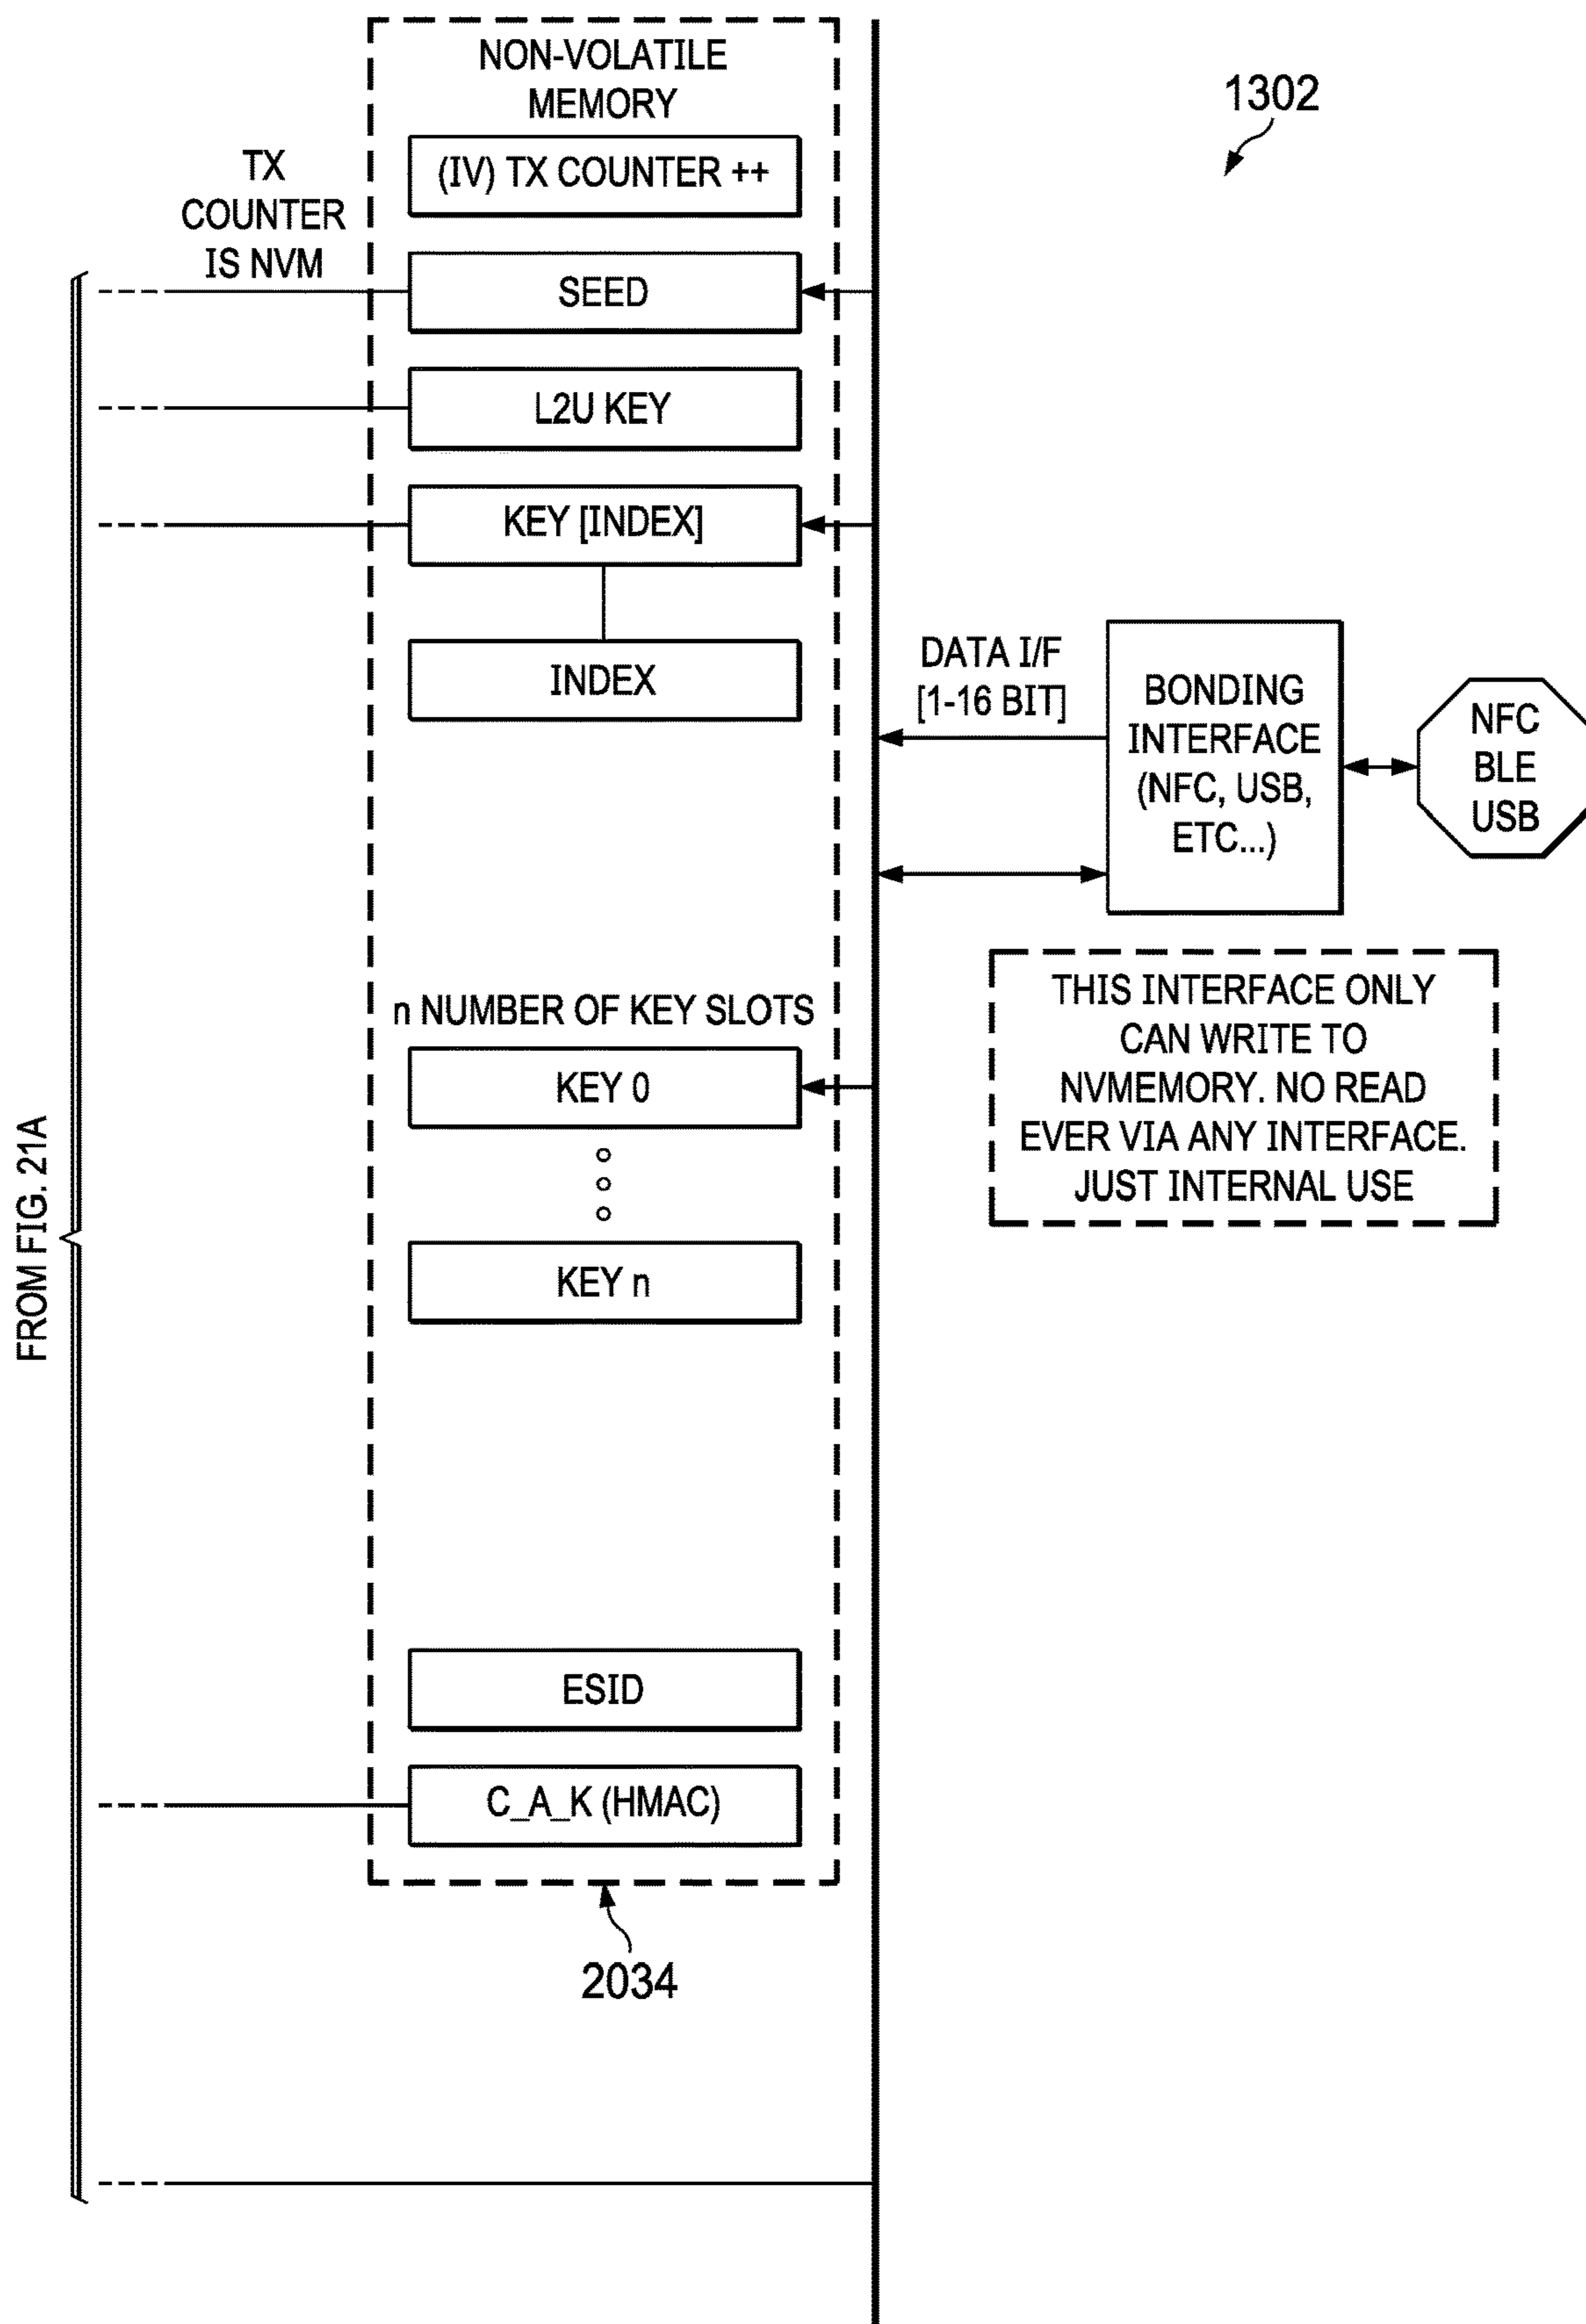 NON-VOLATILE
MEMORY
1302
(IV) TX COUNTER ++
TX
COUNTER
IS NVM
SEED
L2U KEY
KEY [INDEX]
INDEX
DATA I/F
[1-16 BIT]
BONDING
INTERFACE
(NFC, USB,
ETC...)
NFC
BLE
USB
n NUMBER OF KEY SLOTS
KEY 0
KEY n
THIS INTERFACE ONLY
CAN WRITE TO
NVMEMORY. NO READ
EVER VIA ANY INTERFACE.
JUST INTERNAL USE
FROM FIG. 21A
ESID
C_A_K (HMAC)
2034